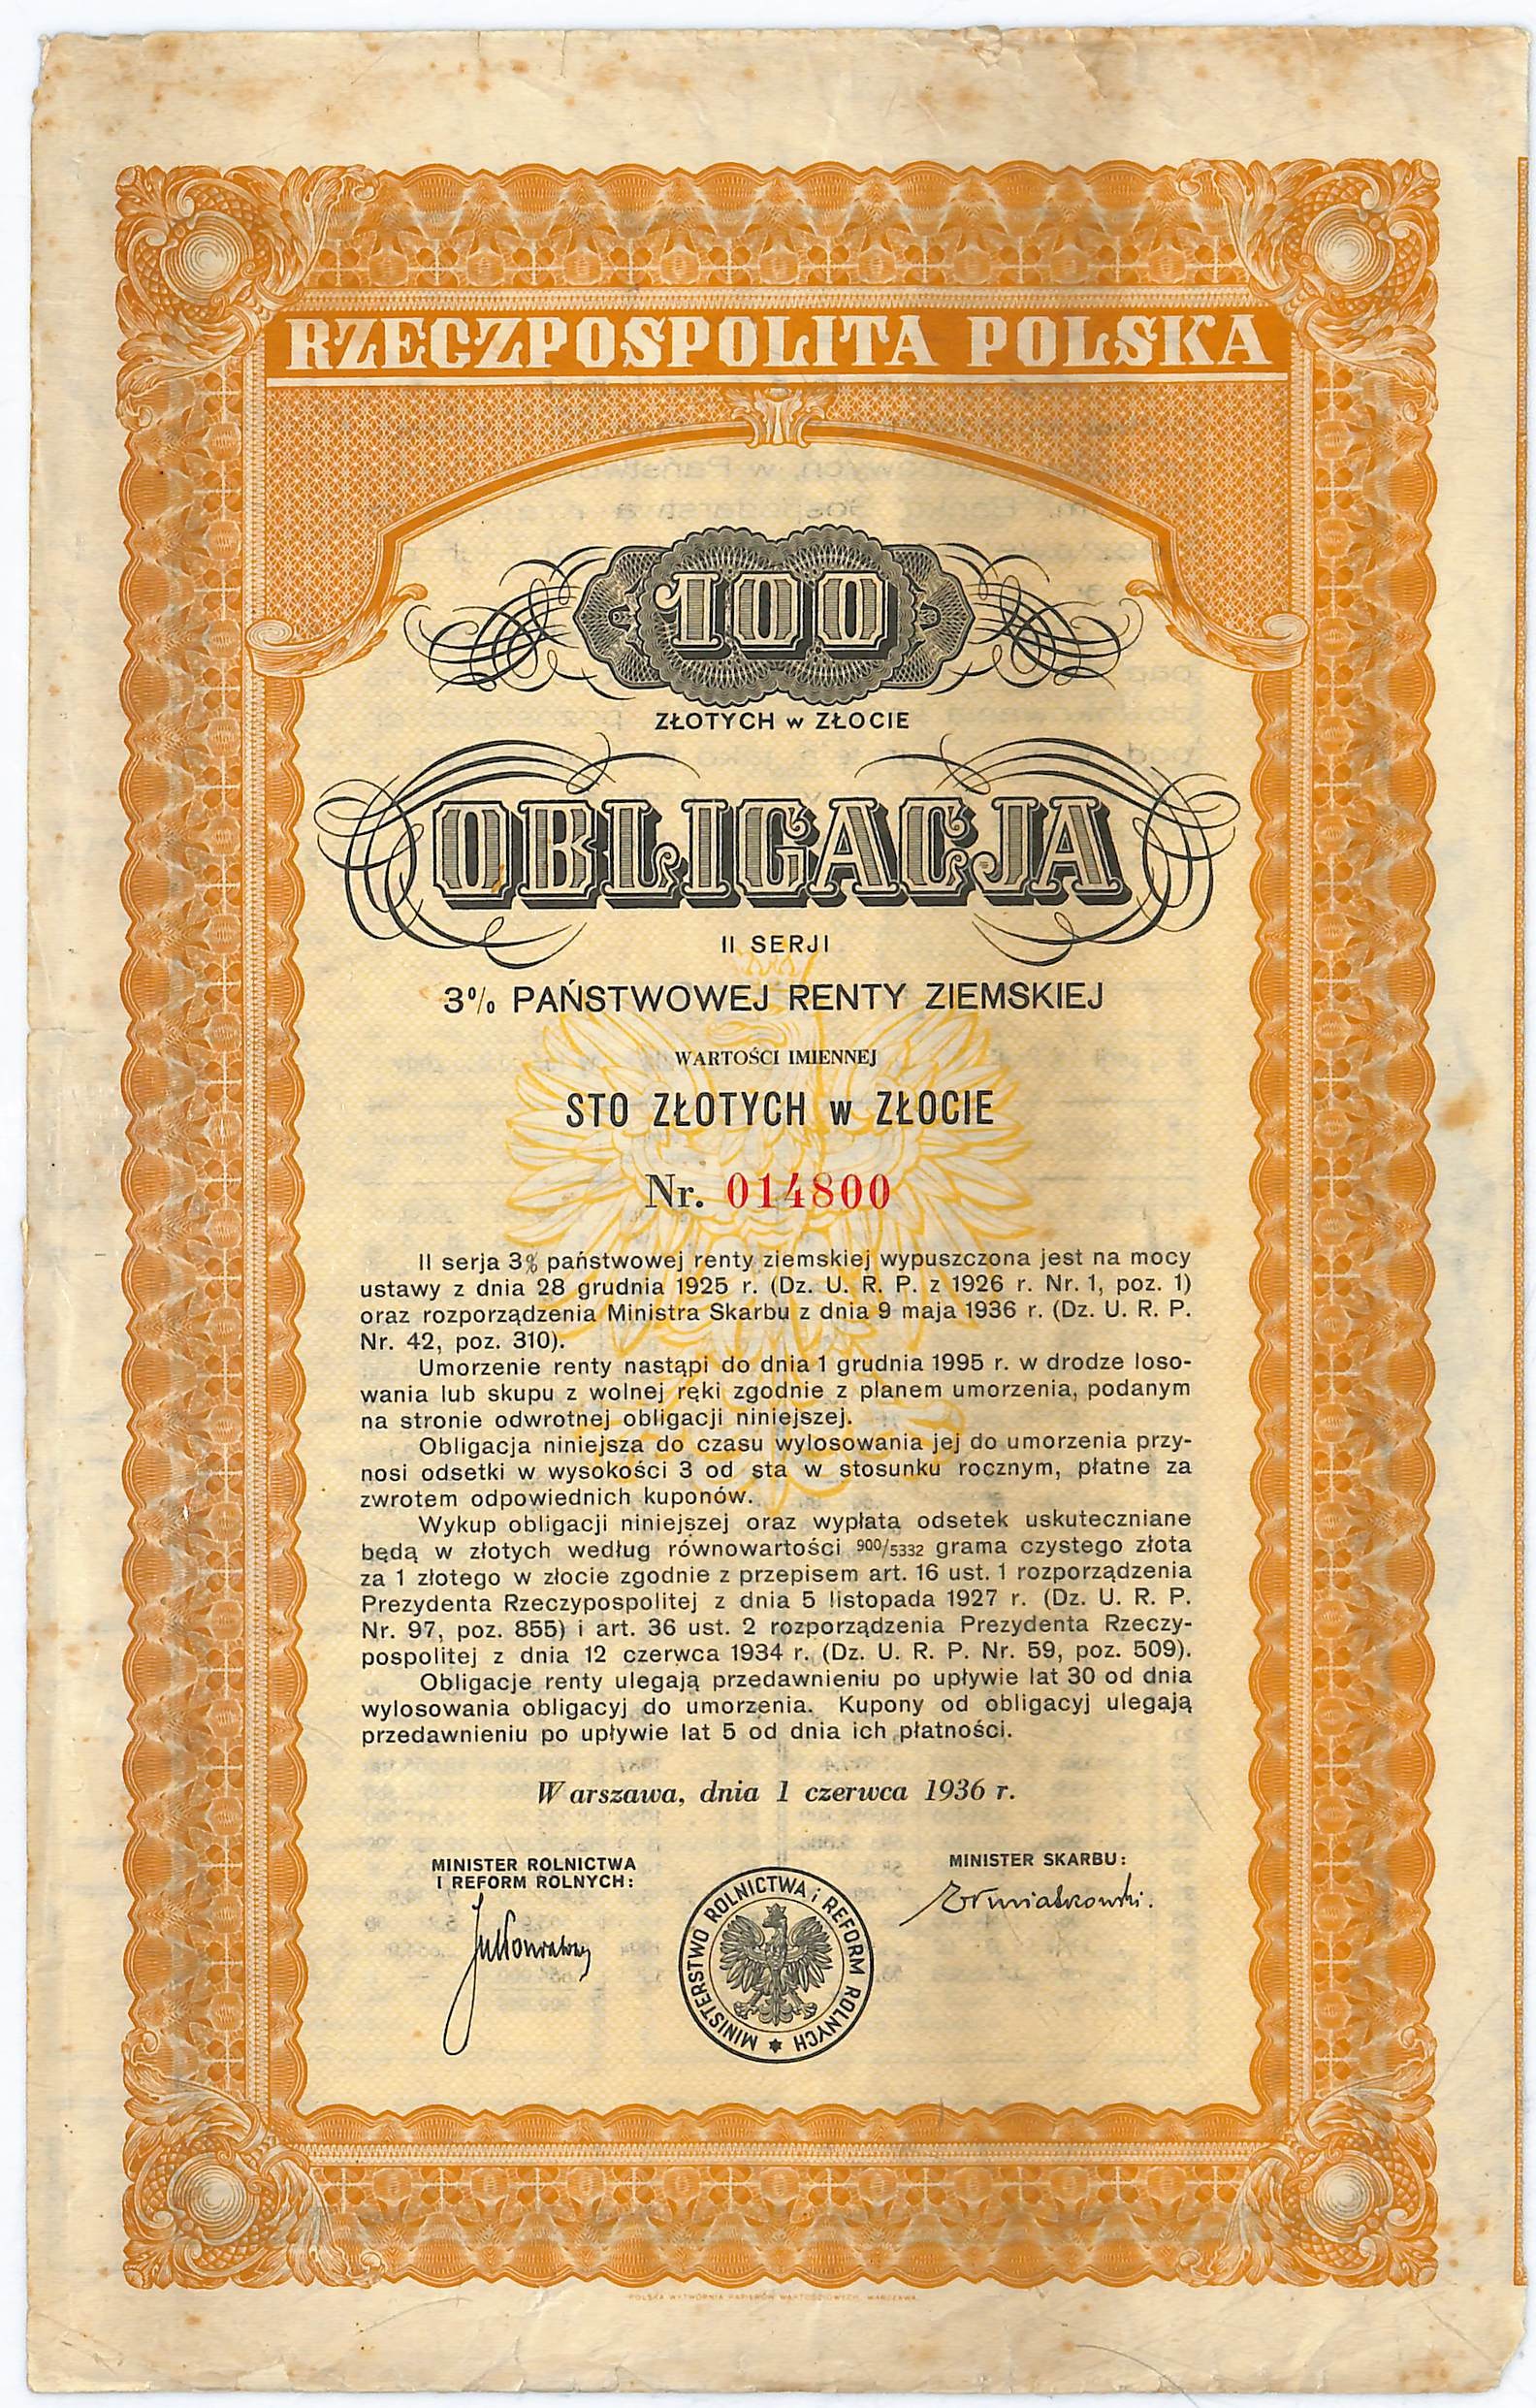 RZECZPOSPOLITA POLSKA
100
ZŁOTYCH w ZŁOCIE
OBLIGACJA
II SERJI
3% PAŃSTWOWEJ RENTY ZIEMSKIEJ
WARTOŚCI IMIENNEJ
STO ZŁOTYCH w ZŁOCIE
Nr. 014800
II serja 3% państwowej renty ziemskiej wypuszczona jest na mocy
ustawy z dnia 28 grudnia 1925 r. (Dz. U. R. P. z 1926 r. Nr. 1, poz. 1)
oraz rozporządzenia Ministra Skarbu z dnia 9 maja 1936 r. (Dz. U. R. P.
Nr. 42, poz. 310).
Umorzenie renty nastąpi do dnia 1 grudnia 1995 r. w drodze loso-
wania lub skupu z wolnej ręki zgodnie z planem umorzenia, podanym
na stronie odwrotnej obligacji niniejszej.
Obligacja niniejsza do czasu wylosowania jej do umorzenia przy-
nosi odsetki w wysokości 3 od sta w stosunku rocznym, płatne za
zwrotem odpowiednich kuponów.
Wykup obligacji niniejszej oraz wypłata odsetek uskuteczniane
będą w złotych według równowartości 900/5332 grama czystego złota
za 1 złotego w złocie zgodnie z przepisem art. 16 ust. 1 rozporządzenia
Prezydenta Rzeczypospolitej z dnia 5 listopada 1927 r. (Dz. U. R. P.
Nr. 97, poz. 855) i art. 36 ust. 2 rozporządzenia Prezydenta Rzeczy-
pospolitej z dnia 12 czerwca 1934 r. (Dz. U. R. P. Nr. 59, poz. 509).
Obligacje renty ulegają przedawnieniu po upływie lat 30 od dnia
wylosowania obligacyj do umorzenia. Kupony od obligacyj ulegają
przedawnieniu po upływie lat 5 od dnia ich płatności.
Warszawa, dnia 1 czerwca 1936 r.
MINISTER ROLNICTWA
I REFORM ROLNYCH:
MINISTER SKARBU:
MINISTERSTWO ROLNICTWA i REFORM ROLNYCH
POLSKA WYTWÓRNIA PAPIERÓW WARTOŚCIOWYCH, WARSZAWA